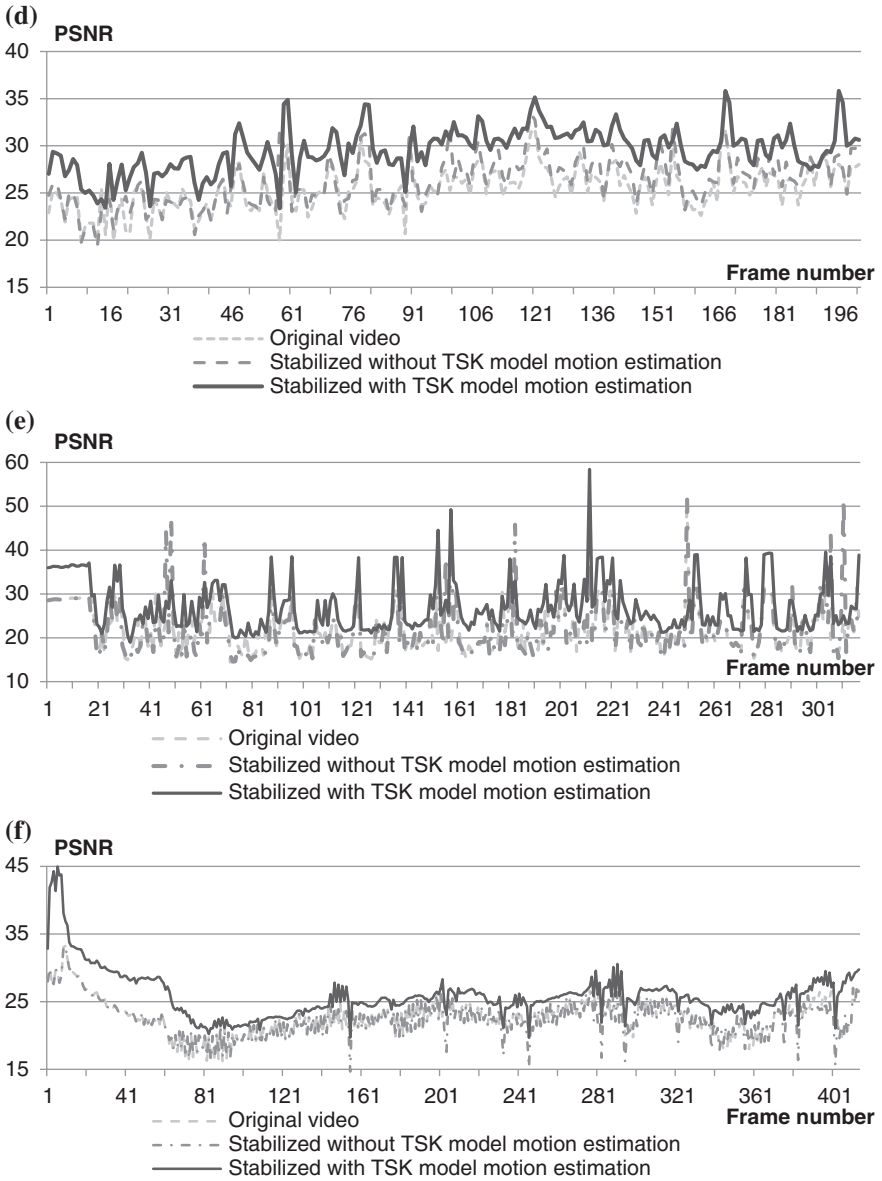 (d)
PSNR
40
35
30
25
20
15
Frame number
1 16 31 46 61 76 91 106 121 136 151 166 181 196
Original video
Stabilized without TSK model motion estimation
Stabilized with TSK model motion estimation
(e)
PSNR
60
50
40
30
20
10
Frame number
1 21 41 61 81 101 121 141 161 181 201 221 241 261 281 301
Original video
Stabilized without TSK model motion estimation
Stabilized with TSK model motion estimation
(f)
PSNR
45
35
25
15
1 41 81 121 161 201 241 281 321 361 401
Frame number
Original video
Stabilized without TSK model motion estimation
Stabilized with TSK model motion estimation